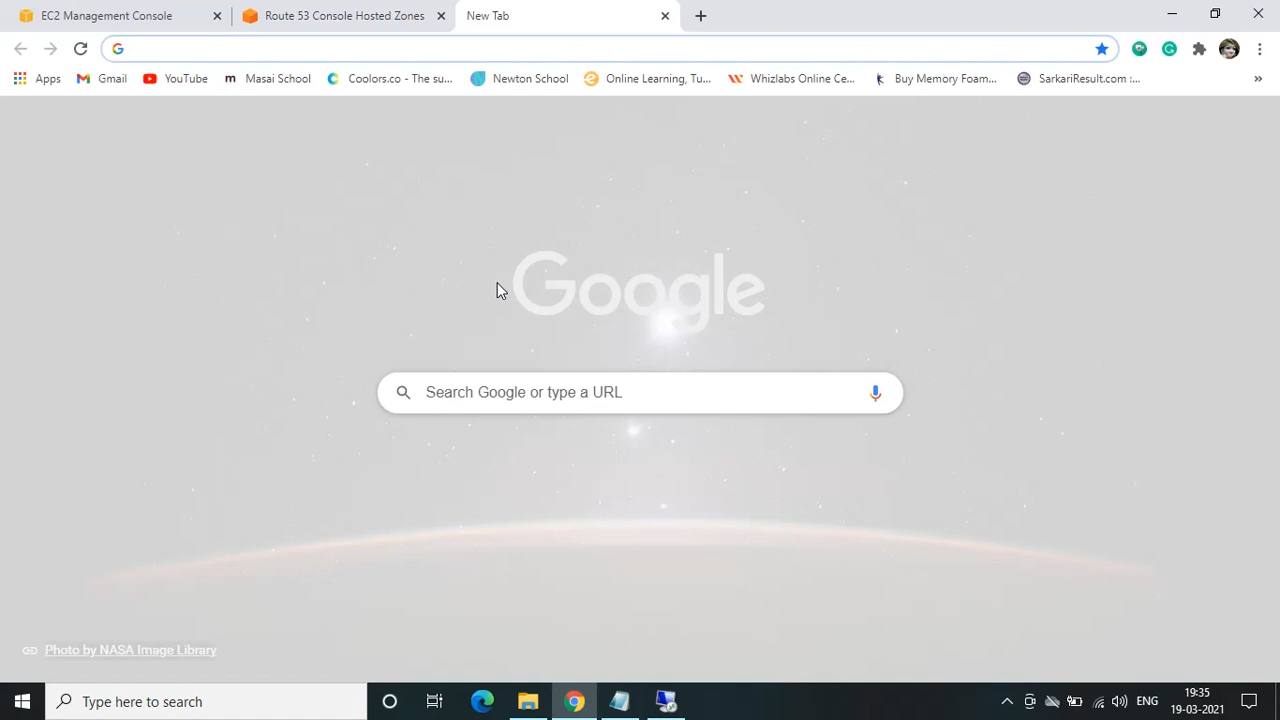 EC2 Management Console
Route 53 Console Hosted Zones
New Tab
Apps
Gmail
YouTube
Masai School
Coolors.co - The su...
Newton School
Online Learning, Tu...
Whizlabs Online Ce...
Buy Memory Foam...
SarkariResult.com :...
Google
Search Google or type a URL
Photo by NASA Image Library
Type here to search
ENG
19:35
19-03-2021